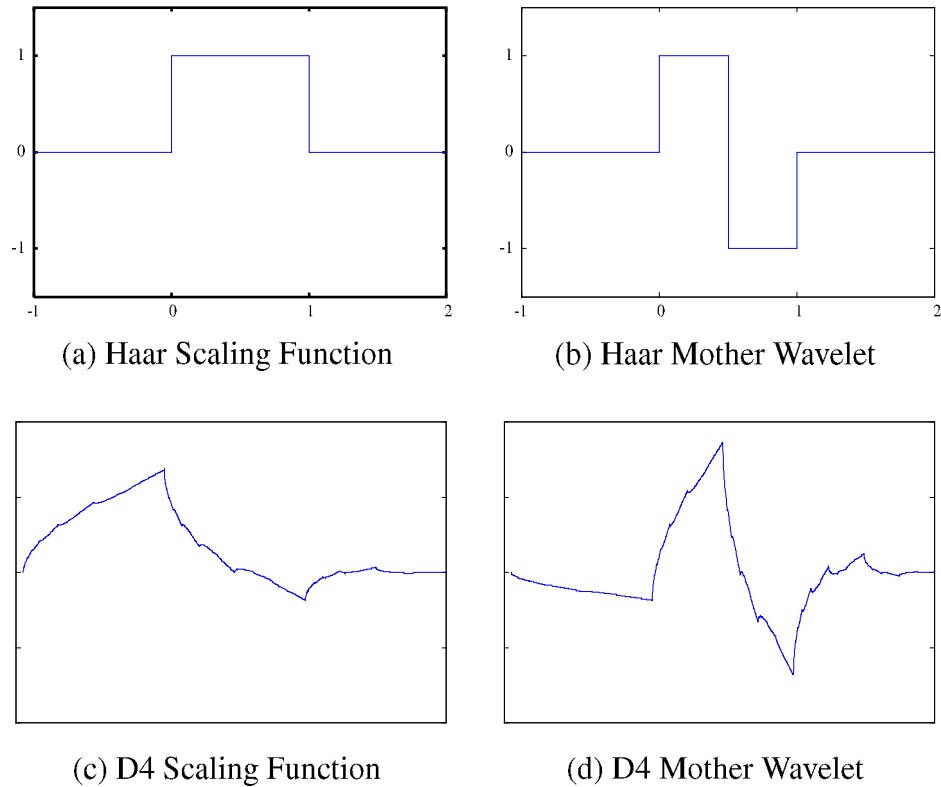 1
0
-1
-1 0 1 2
(a) Haar Scaling Function
1
0
-1
-1 0 1 2
(b) Haar Mother Wavelet
(c) D4 Scaling Function
(d) D4 Mother Wavelet